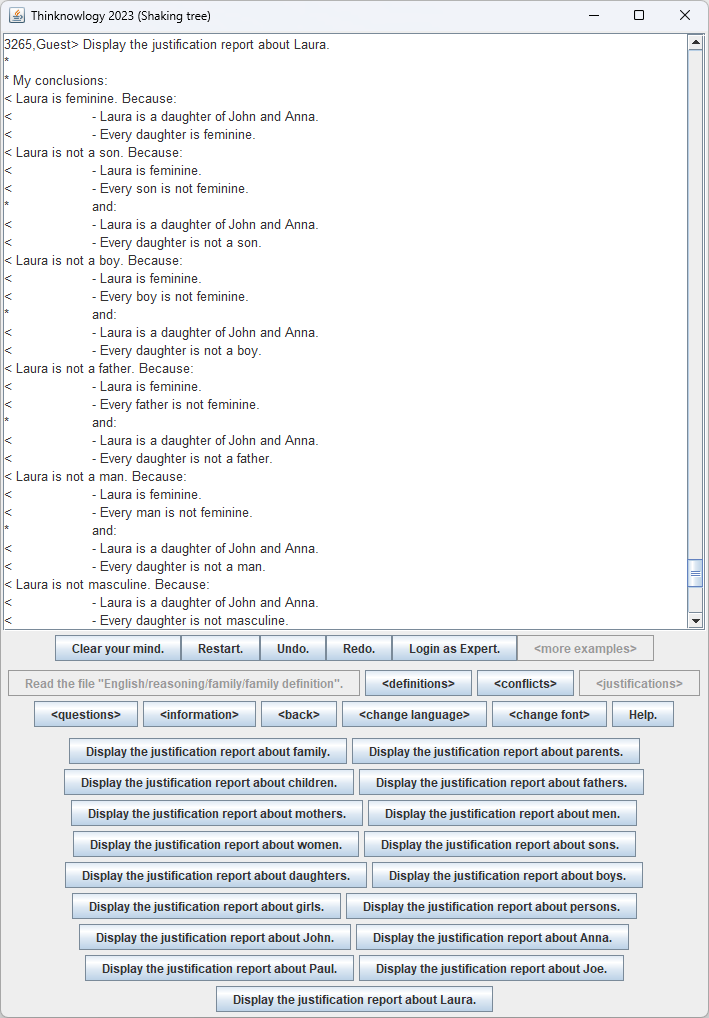 Thinknowlogy 2023 (Shaking tree)
3265,Guest> Display the justification report about Laura.
*
* My conclusions:
< Laura is feminine. Because:
< - Laura is a daughter of John and Anna.
< - Every daughter is feminine.
< Laura is not a son. Because:
< - Laura is feminine.
< - Every son is not feminine.
* and:
< - Laura is a daughter of John and Anna.
< - Every daughter is not a son.
< Laura is not a boy. Because:
< - Laura is feminine.
< - Every boy is not feminine.
* and:
< - Laura is a daughter of John and Anna.
< - Every daughter is not a boy.
< Laura is not a father. Because:
< - Laura is feminine.
< - Every father is not feminine.
* and:
< - Laura is a daughter of John and Anna.
< - Every daughter is not a father.
< Laura is not a man. Because:
< - Laura is feminine.
< - Every man is not feminine.
* and:
< - Laura is a daughter of John and Anna.
< - Every daughter is not a man.
< Laura is not masculine. Because:
< - Laura is a daughter of John and Anna.
< - Every daughter is not masculine.
Clear your mind. Restart. Undo. Redo. Login as Expert. <more examples>
Read the file "English/reasoning/family/family definition". <definitions> <conflicts> <justifications>
<questions> <information> <back> <change language> <change font> Help.
Display the justification report about family. Display the justification report about parents.
Display the justification report about children. Display the justification report about fathers.
Display the justification report about mothers. Display the justification report about men.
Display the justification report about women. Display the justification report about sons.
Display the justification report about daughters. Display the justification report about boys.
Display the justification report about girls. Display the justification report about persons.
Display the justification report about John. Display the justification report about Anna.
Display the justification report about Paul. Display the justification report about Joe.
Display the justification report about Laura.